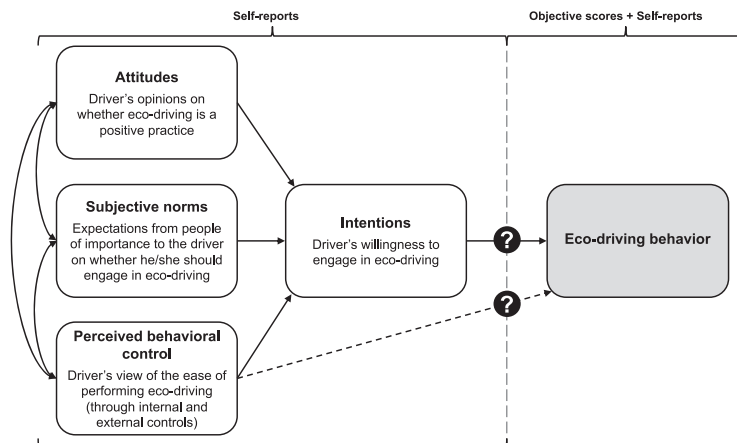 Self-reports
Objective scores + Self-reports
Attitudes
Driver's opinions on
whether eco-driving is a
positive practice
Subjective norms
Expectations from people
of importance to the driver
on whether he/she should
engage in eco-driving
Perceived behavioral
control
Driver's view of the ease of
performing eco-driving
(through internal and
external controls)
Intentions
Driver's willingness to
engage in eco-driving
?
?
Eco-driving behavior